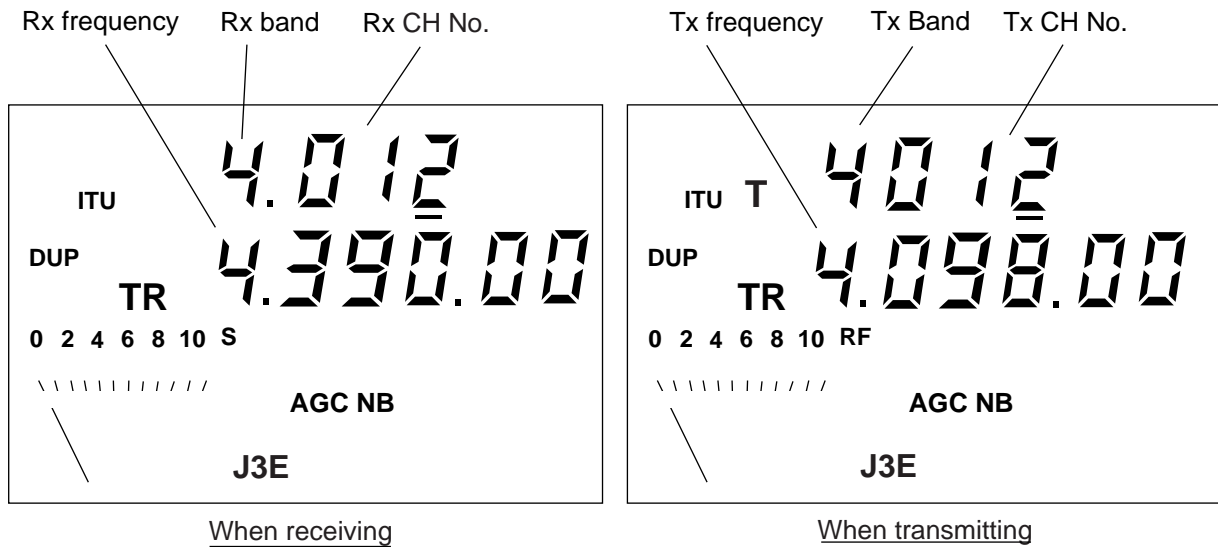 Rx frequency Rx band Rx CH No.
4.012
ITU
DUP
4.390.00
TR
0 2 4 6 8 10 S
AGC NB
J3E
When receiving
Tx frequency Tx Band Tx CH No.
4012
ITU T
DUP
4.098.00
TR
0 2 4 6 8 10 RF
AGC NB
J3E
When transmitting